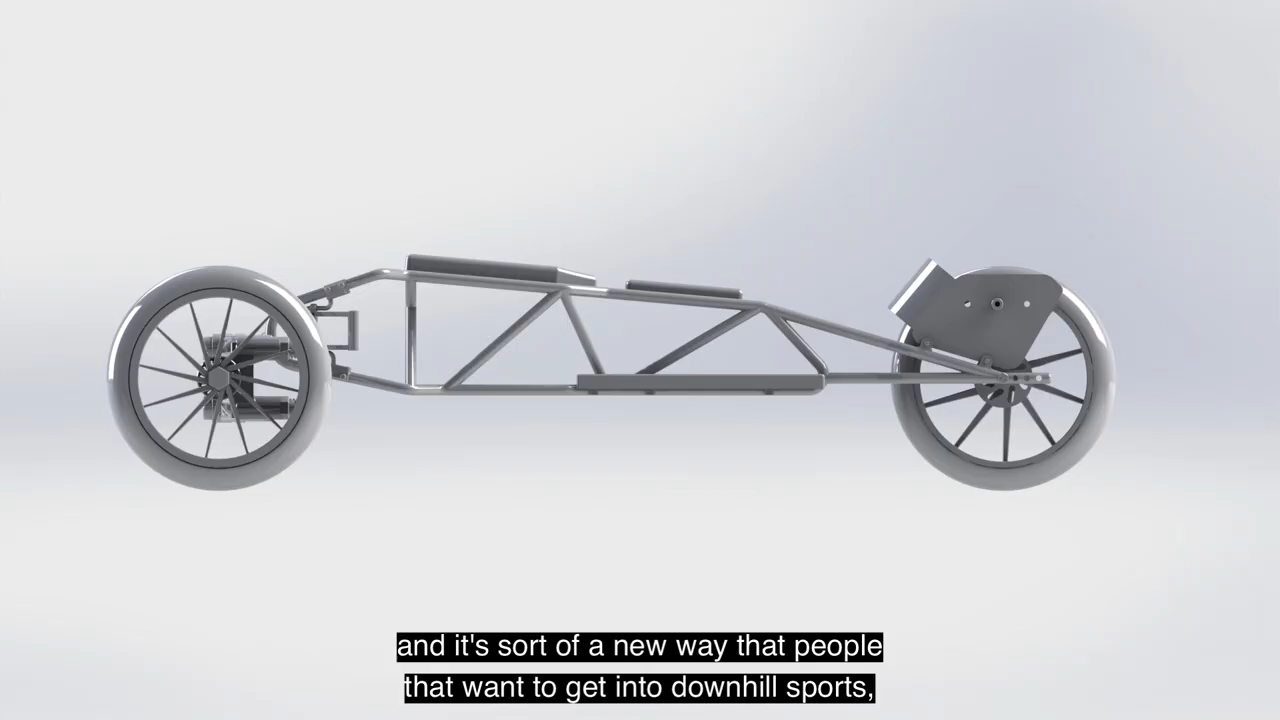 and it's sort of a new way that people
that want to get into downhill sports,